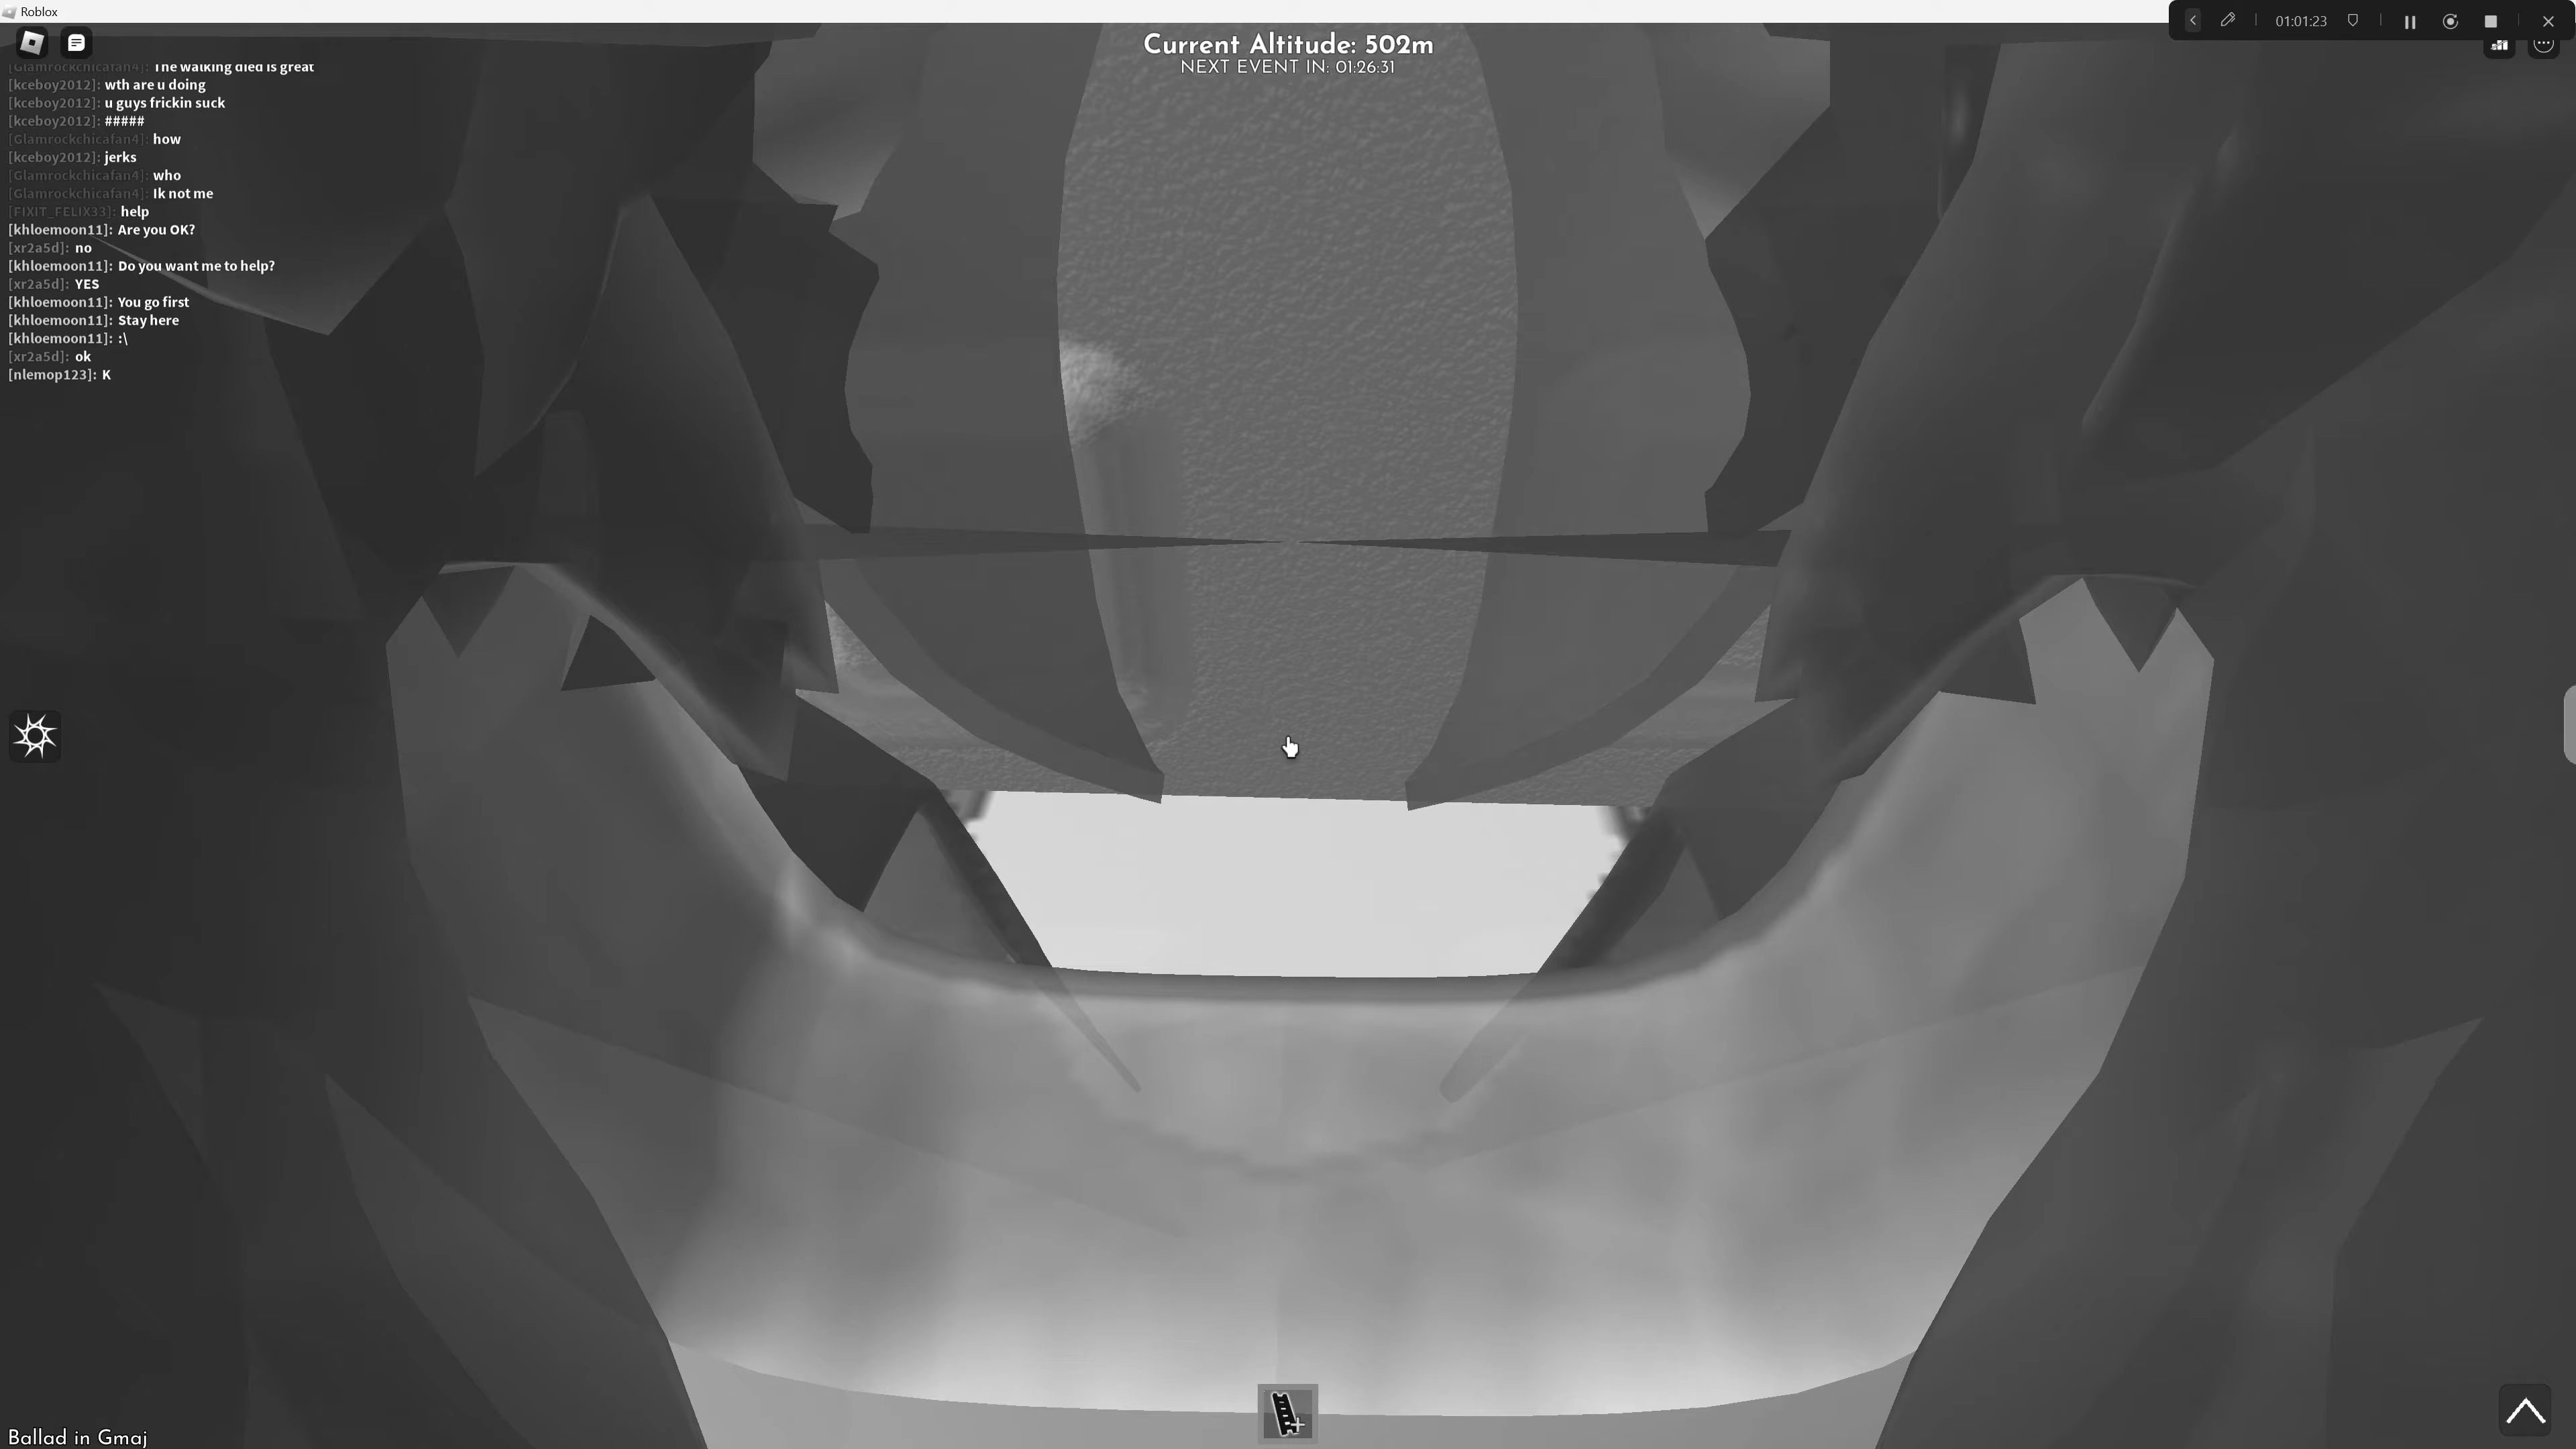 Roblox
01:01:23
Current Altitude: 502m
NEXT EVENT IN: 01:26:31
[Glamrockchicafan4]: The walking died is great
[kceboy2012]: wth are u doing
[kceboy2012]: u guys frickin suck
[kceboy2012]: #####
[Glamrockchicafan4]: how
[kceboy2012]: jerks
[Glamrockchicafan4]: who
[Glamrockchicafan4]: Ik not me
[FIXIT_FELIX33]: help
[khloemoon11]: Are you OK?
[xr2a5d]: no
[khloemoon11]: Do you want me to help?
[xr2a5d]: YES
[khloemoon11]: You go first
[khloemoon11]: Stay here
[khloemoon11]: :\
[xr2a5d]: ok
[nlemop123]: K
Ballad in Gmaj